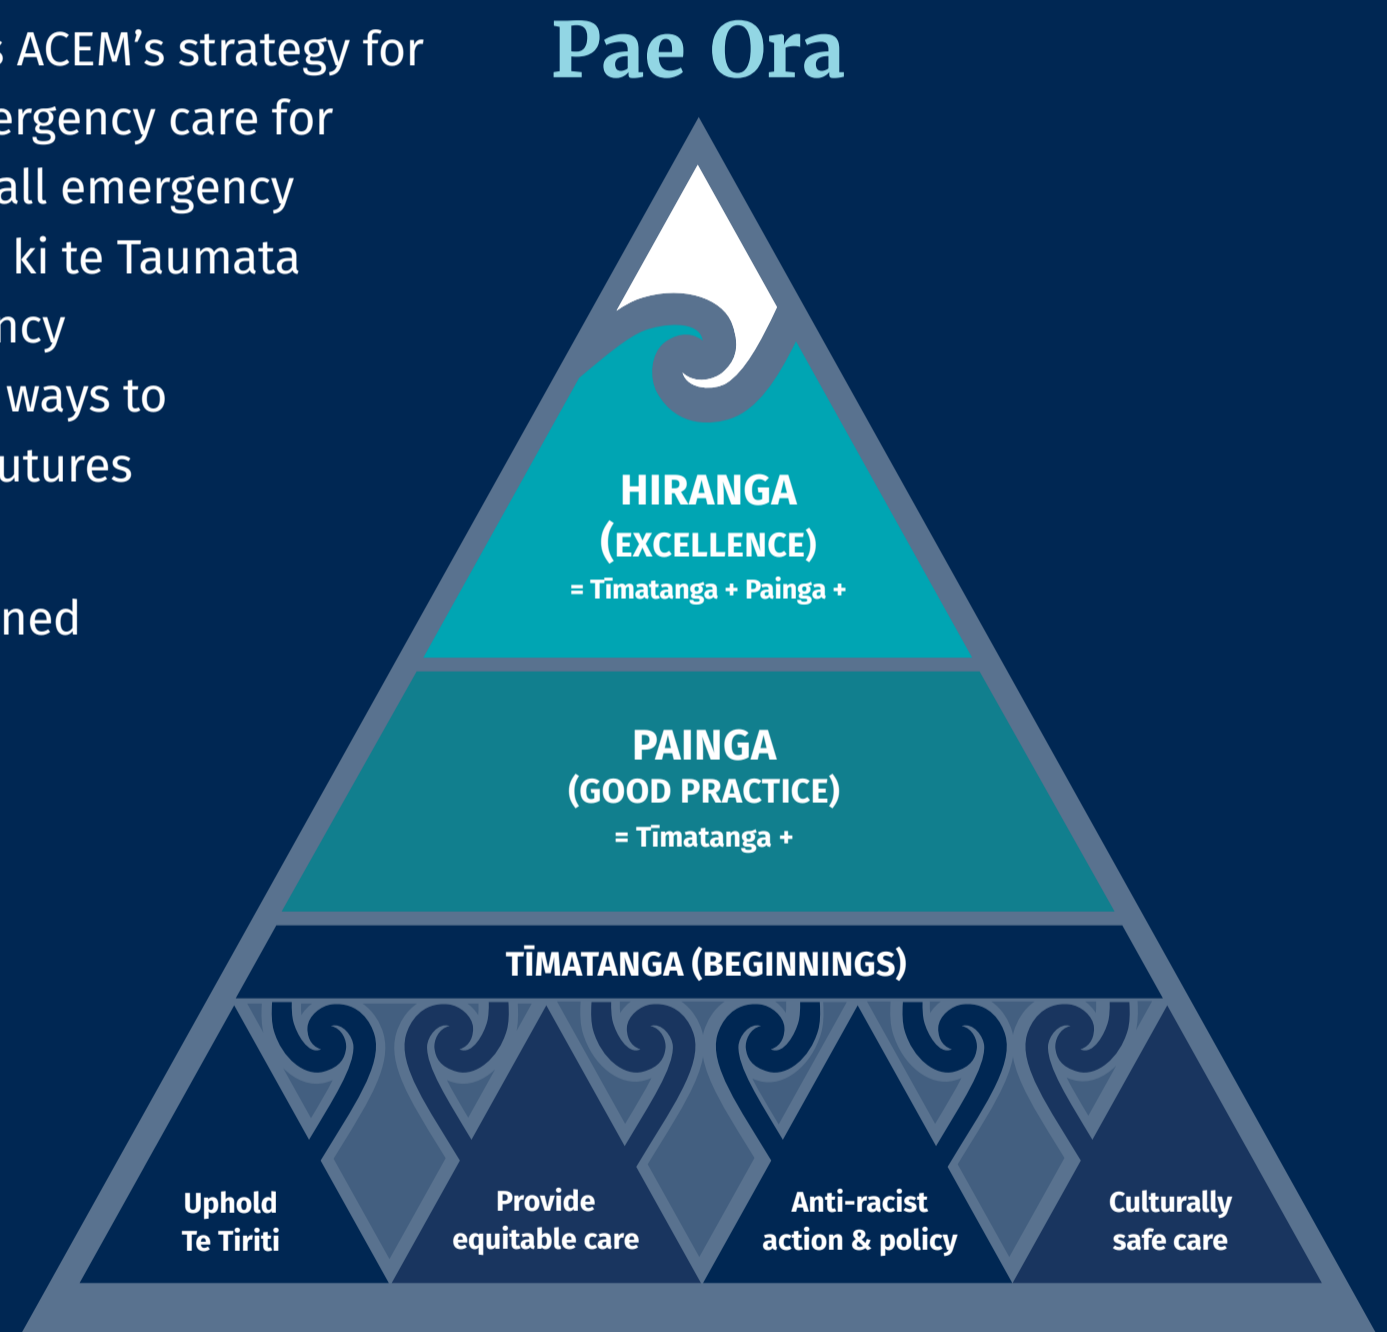 s ACEM’s strategy for
ergency care for
all emergency
ki te Taumata
ncy
ways to
utures
ned
Pae Ora
HIRANGA
(EXCELLENCE)
= Tīmatanga + Painga +
PAINGA
(GOOD PRACTICE)
= Tīmatanga +
TĪMATANGA (BEGINNINGS)
Uphold
Te Tiriti
Provide
equitable care
Anti-racist
action & policy
Culturally
safe care